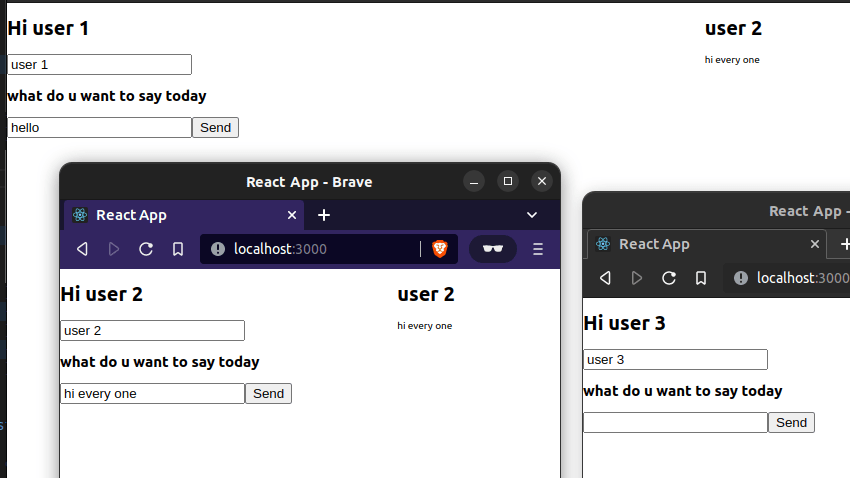 Hi user 1
user 1
what do u want to say today
hello
Send
user 2
hi every one
React App - Brave
React App
localhost:3000
Hi user 2
user 2
what do u want to say today
hi every one
Send
user 2
hi every one
React App -
React App
localhost:3000
Hi user 3
user 3
what do u want to say today
Send